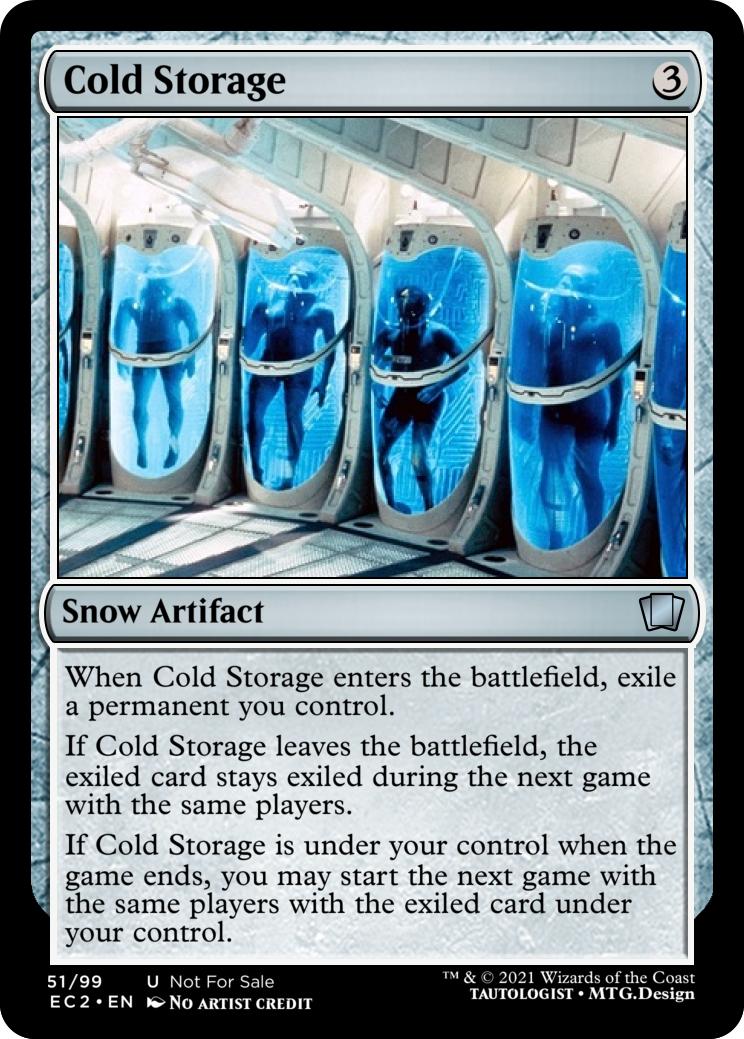 Cold Storage 3
Snow Artifact
When Cold Storage enters the battlefield, exile
a permanent you control.
If Cold Storage leaves the battlefield, the
exiled card stays exiled during the next game
with the same players.
If Cold Storage is under your control when the
game ends, you may start the next game with
the same players with the exiled card under
your control.
51/99 U Not For Sale
EC2 • EN No artist credit
™ & © 2021 Wizards of the Coast
TAUTOLOGIST • MTG.Design